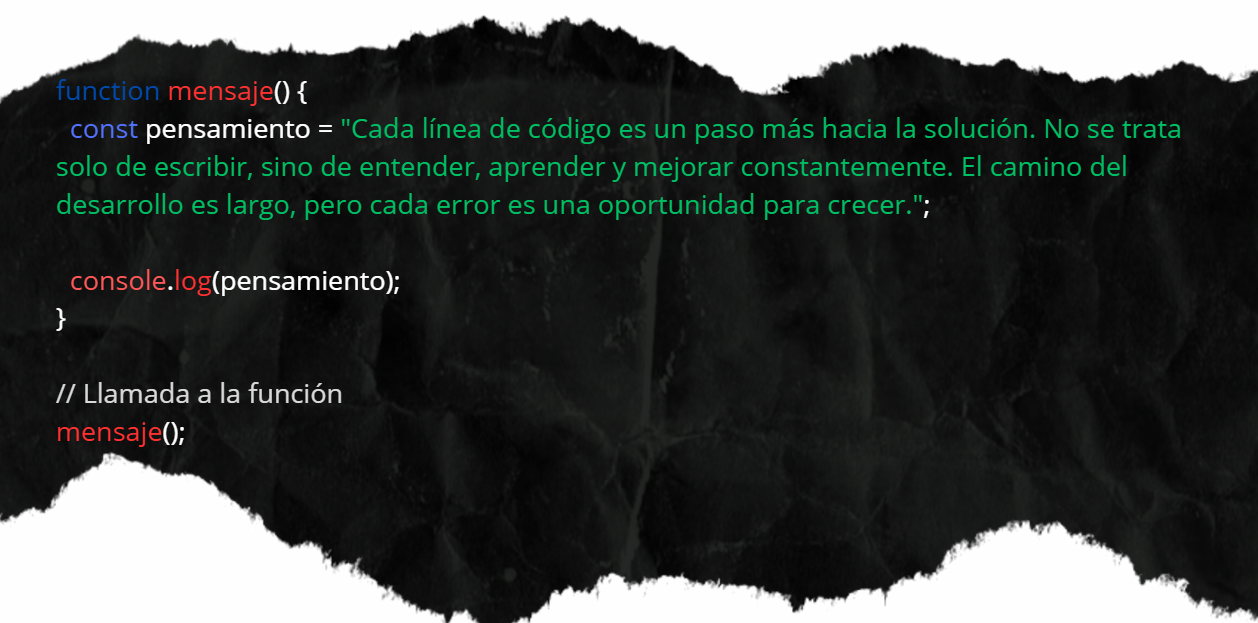 function mensaje() {
const pensamiento = "Cada línea de código es un paso más hacia la solución. No se trata
solo de escribir, sino de entender, aprender y mejorar constantemente. El camino del
desarrollo es largo, pero cada error es una oportunidad para crecer.";
console.log(pensamiento);
}
// Llamada a la función
mensaje();